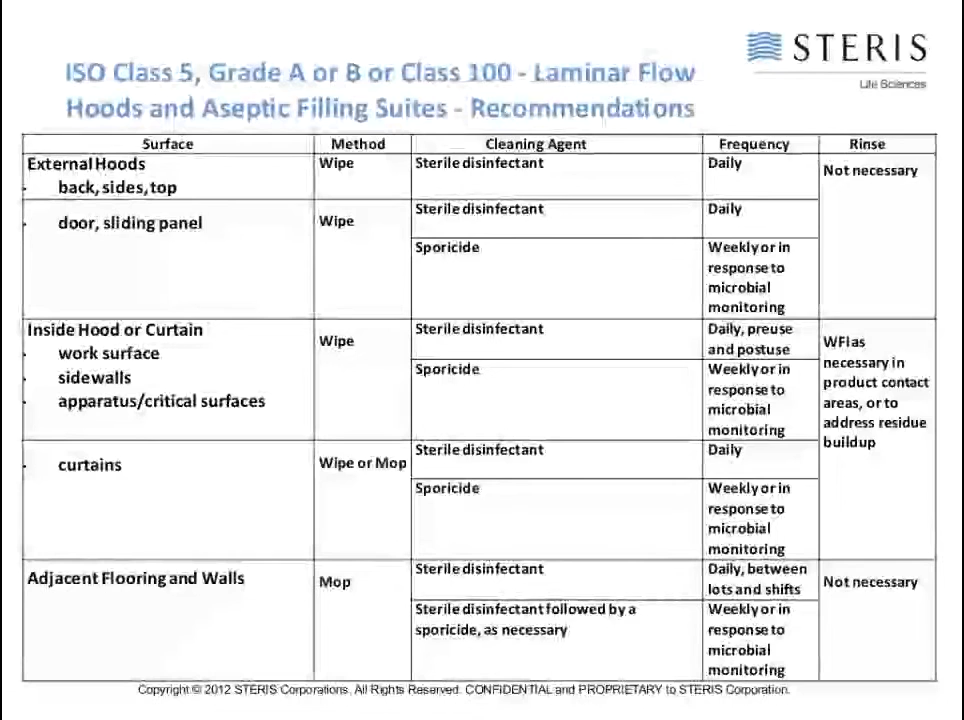 STERIS
Life Sciences
ISO Class 5, Grade A or B or Class 100 - Laminar Flow
Hoods and Aseptic Filling Suites - Recommendations
Surface Method Cleaning Agent Frequency Rinse
External Hoods
· back, sides, top
Wipe
Sterile disinfectant
Daily
Not necessary
· door, sliding panel
Wipe
Sterile disinfectant
Daily
Sporicide
Weekly or in
response to
microbial
monitoring
Inside Hood or Curtain
· work surface
· sidewalls
· apparatus/critical surfaces
Wipe
Sterile disinfectant
Daily, preuse
and postuse
Sporicide
Weekly or in
response to
microbial
monitoring
WFI as
necessary in
product contact
areas, or to
address residue
buildup
· curtains
Wipe or Mop
Sterile disinfectant
Daily
Sporicide
Weekly or in
response to
microbial
monitoring
Adjacent Flooring and Walls
Mop
Sterile disinfectant
Daily, between
lots and shifts
Not necessary
Sterile disinfectant followed by a
sporicide, as necessary
Weekly or in
response to
microbial
monitoring
Copyright © 2012 STERIS Corporations. All Rights Reserved. CONFIDENTIAL and PROPRIETARY to STERIS Corporation.